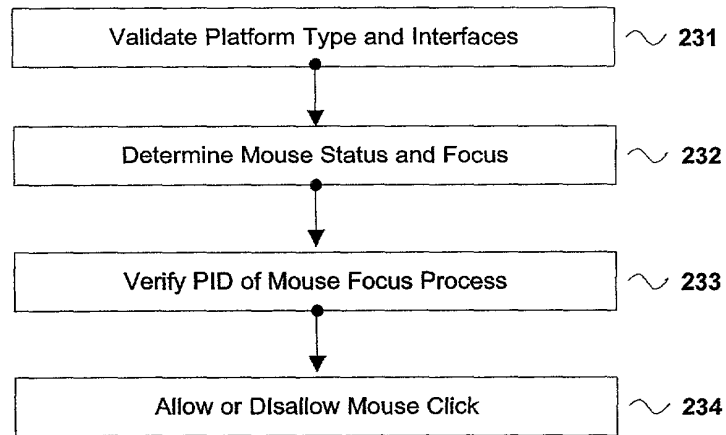 Validate Platform Type and Interfaces 231
Determine Mouse Status and Focus 232
Verify PID of Mouse Focus Process 233
Allow or DIsallow Mouse Click 234